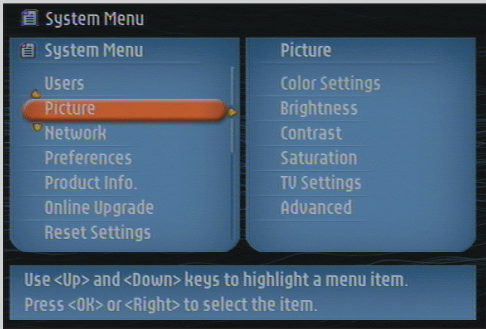 System Menu
System Menu
Users
Picture
Network
Preferences
Product Info.
Online Upgrade
Reset Settings
Picture
Color Settings
Brightness
Contrast
Saturation
TV Settings
Advanced
Use <Up> and <Down> keys to highlight a menu item.
Press <OK> or <Right> to select the item.